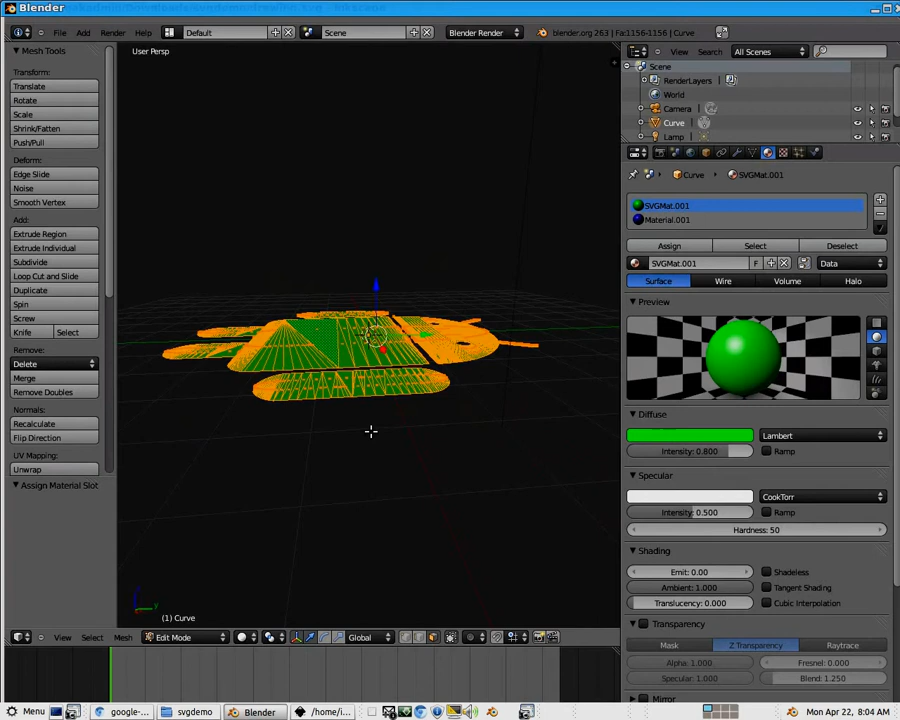 Blender
File Add Render Help Default Scene Blender Render blender.org 263 | Fa:1156-1156 | Curve
Mesh Tools
User Persp
View Search All Scenes
Transform:
Translate
Rotate
Scale
Shrink/Fatten
Push/Pull
Deform:
Edge Slide
Noise
Smooth Vertex
Add:
Extrude Region
Extrude Individual
Subdivide
Loop Cut and Slide
Duplicate
Spin
Screw
Knife Select
Remove:
Delete
Merge
Remove Doubles
Normals:
Recalculate
Flip Direction
UV Mapping:
Unwrap
Assign Material Slot
(1) Curve
View Select Mesh Edit Mode Global
Scene
RenderLayers
World
Camera
Curve
Lamp
Curve SVGMat.001
SVGMat.001
Material.001
Assign Select Deselect
SVGMat.001 F Data
Surface Wire Volume Halo
Preview
Diffuse
Lambert
Intensity: 0.800 Ramp
Specular
CookTorr
Intensity: 0.500 Ramp
Hardness: 50
Shading
Emit: 0.00 Shadeless
Ambient: 1.000 Tangent Shading
Translucency: 0.000 Cubic Interpolation
Transparency
Mask Z Transparency Raytrace
Alpha: 1.000 Fresnel: 0.000
Specular: 1.000 Blend: 1.250
Mirror
Menu google-... svgdemo Blender /home/i... Mon Apr 22, 8:04 AM